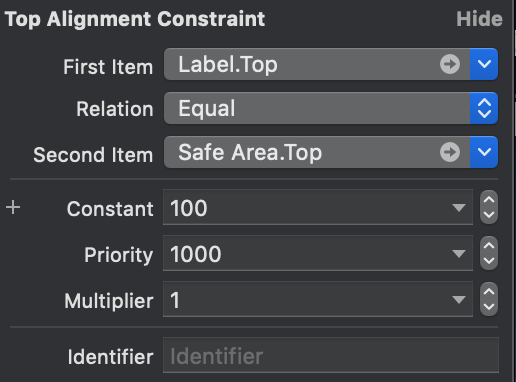 Top Alignment Constraint Hide
First Item Label.Top
Relation Equal
Second Item Safe Area.Top
+ Constant 100
Priority 1000
Multiplier 1
Identifier Identifier